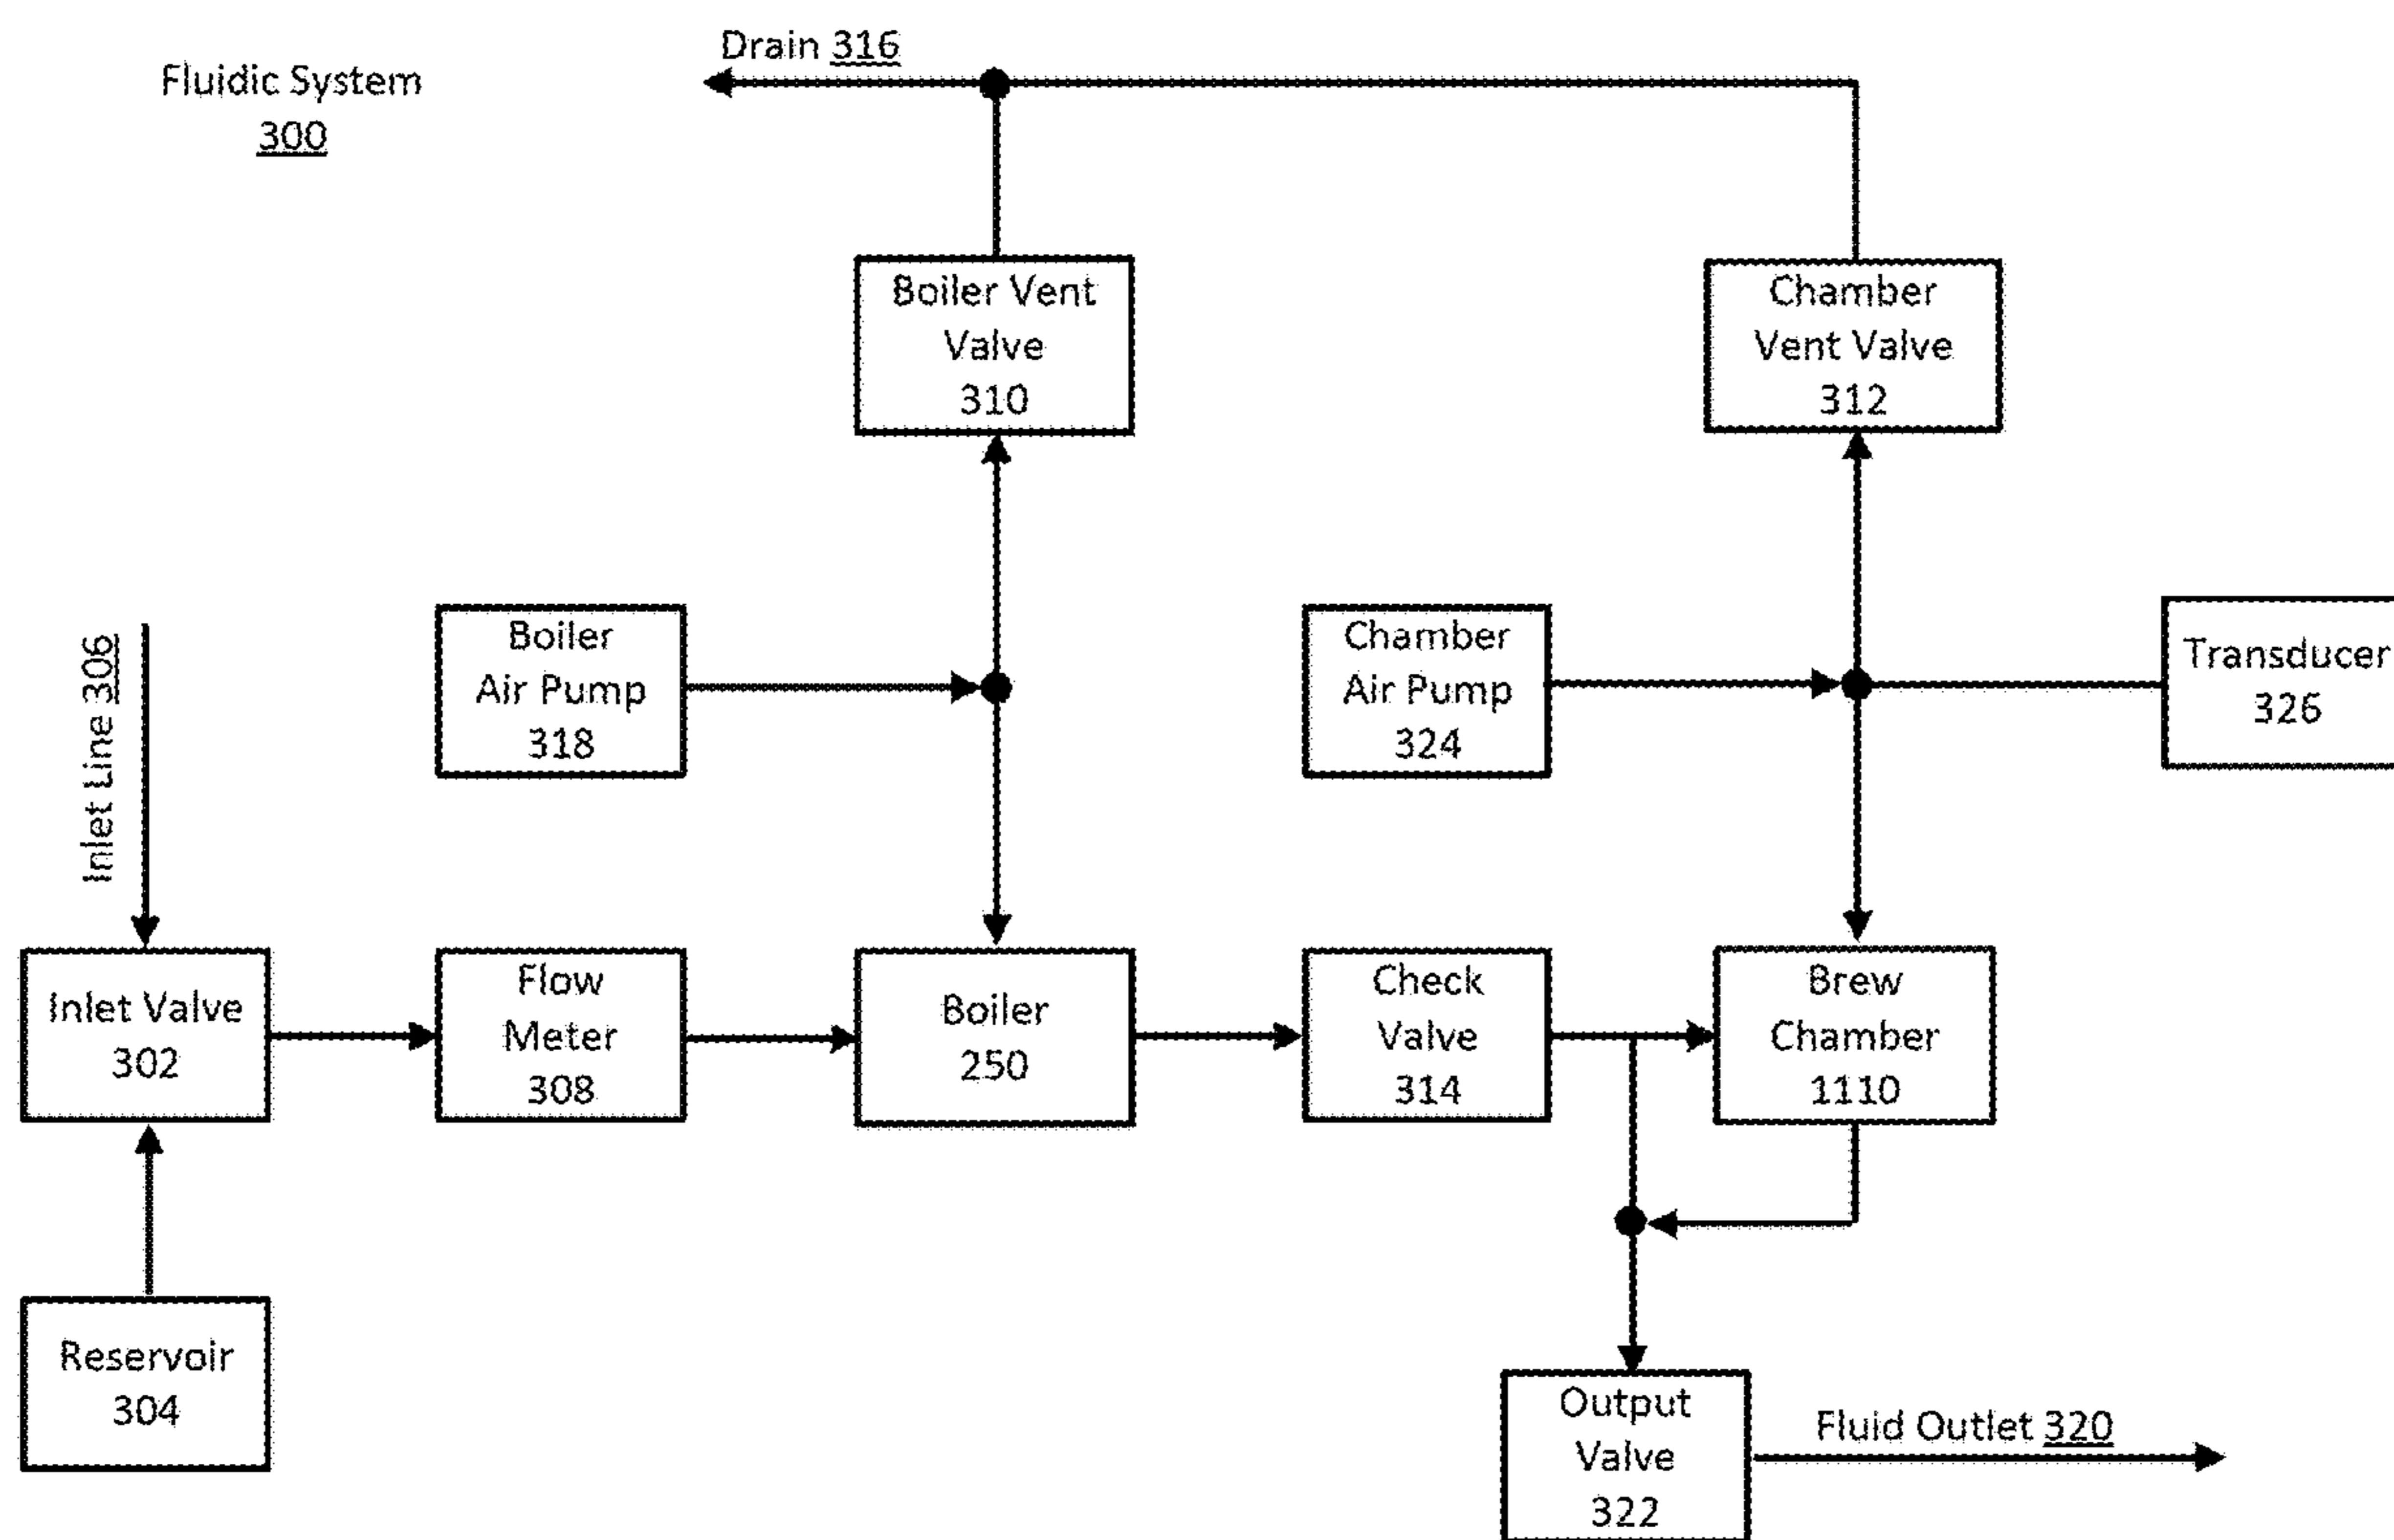 Drain 316
Fluidic System
300
Boiler Vent
Valve
310
Chamber
Vent Valve
312
Boiler
Air Pump
318
Chamber
Air Pump
324
Transducer
326
Inlet Line 306
Inlet Valve
302
Flow
Meter
308
Boiler
250
Check
Valve
314
Brew
Chamber
1110
Reservoir
304
Output
Valve
322
Fluid Outlet 320